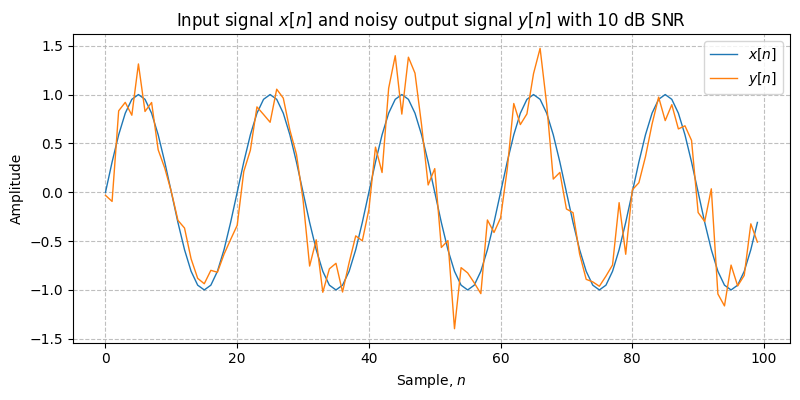 Input signal x[n] and noisy output signal y[n] with 10 dB SNR
x[n]
y[n]
Amplitude
1.5
1.0
0.5
0.0
−0.5
−1.0
−1.5
0 20 40 60 80 100
Sample, n